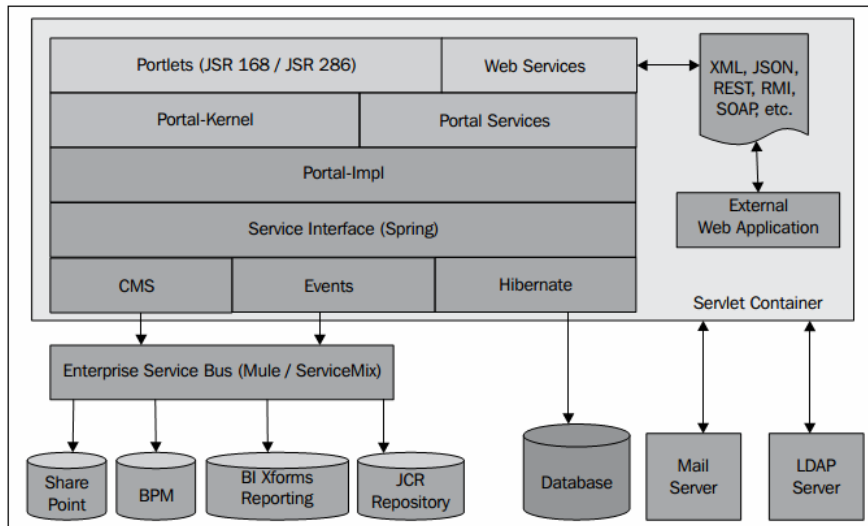 Portlets (JSR 168 / JSR 286)
Web Services
XML, JSON,
REST, RMI,
SOAP, etc.
Portal-Kernel
Portal Services
Portal-Impl
External
Web Application
Service Interface (Spring)
CMS
Events
Hibernate
Servlet Container
Enterprise Service Bus (Mule / ServiceMix)
Share
Point
BPM
BI Xforms
Reporting
JCR
Repository
Database
Mail
Server
LDAP
Server